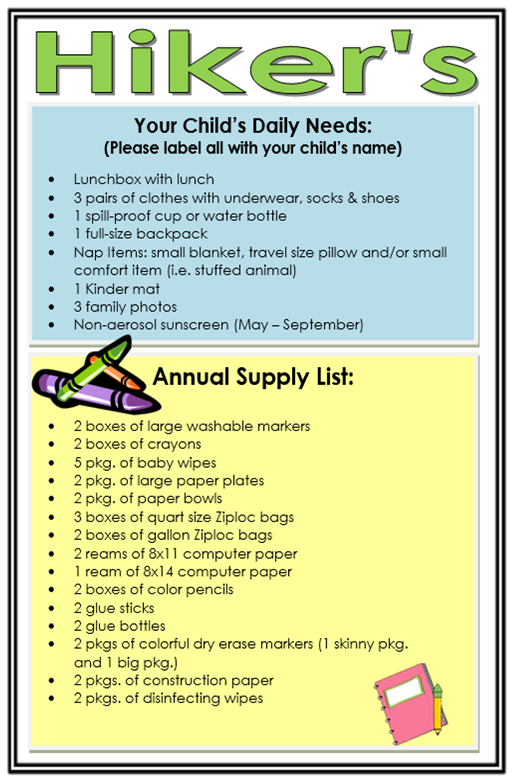 Hiker's
Your Child's Daily Needs:
(Please label all with your child's name)
• Lunchbox with lunch
• 3 pairs of clothes with underwear, socks & shoes
• 1 spill-proof cup or water bottle
• 1 full-size backpack
• Nap Items: small blanket, travel size pillow and/or small
comfort item (i.e. stuffed animal)
• 1 Kinder mat
• 3 family photos
• Non-aerosol sunscreen (May – September)
Annual Supply List:
• 2 boxes of large washable markers
• 2 boxes of crayons
• 5 pkg. of baby wipes
• 2 pkg. of large paper plates
• 2 pkg. of paper bowls
• 3 boxes of quart size Ziploc bags
• 2 boxes of gallon Ziploc bags
• 2 reams of 8x11 computer paper
• 1 ream of 8x14 computer paper
• 2 boxes of color pencils
• 2 glue sticks
• 2 glue bottles
• 2 pkgs of colorful dry erase markers (1 skinny pkg.
and 1 big pkg.)
• 2 pkgs. of construction paper
• 2 pkgs. of disinfecting wipes